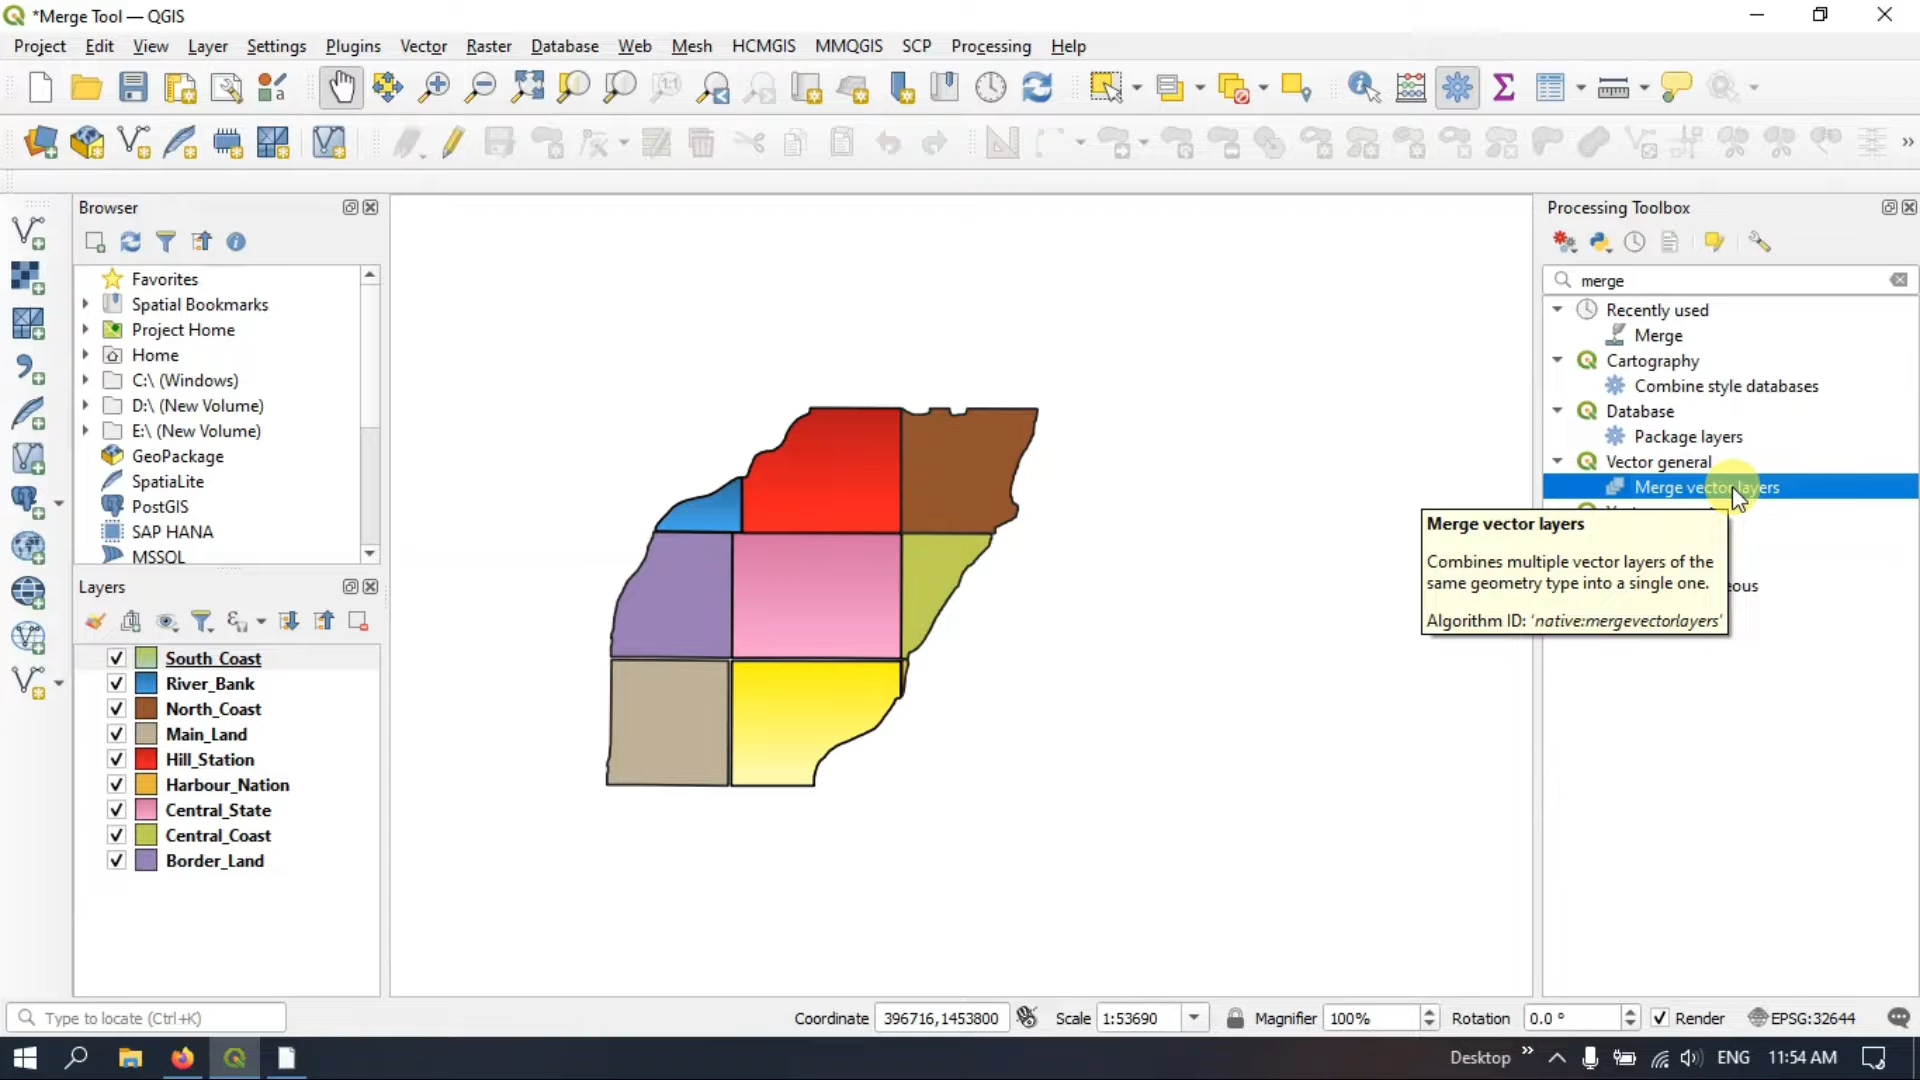 *Merge Tool — QGIS
Project Edit View Layer Settings Plugins Vector Raster Database Web Mesh HCMGIS MMQGIS SCP Processing Help
Browser
Favorites
Spatial Bookmarks
Project Home
Home
C:\ (Windows)
D:\ (New Volume)
E:\ (New Volume)
GeoPackage
SpatiaLite
PostGIS
SAP HANA
MSSQL
Layers
South_Coast
River_Bank
North_Coast
Main_Land
Hill_Station
Harbour_Nation
Central_State
Central_Coast
Border_Land
Processing Toolbox
merge
Recently used
Merge
Cartography
Combine style databases
Database
Package layers
Vector general
Merge vector layers
Merge vector layers
Combines multiple vector layers of the
same geometry type into a single one.
Algorithm ID: 'native:mergevectorlayers'
Type to locate (Ctrl+K) Coordinate 396716,1453800 Scale 1:53690 Magnifier 100% Rotation 0.0 ° Render EPSG:32644
Desktop ENG 11:54 AM